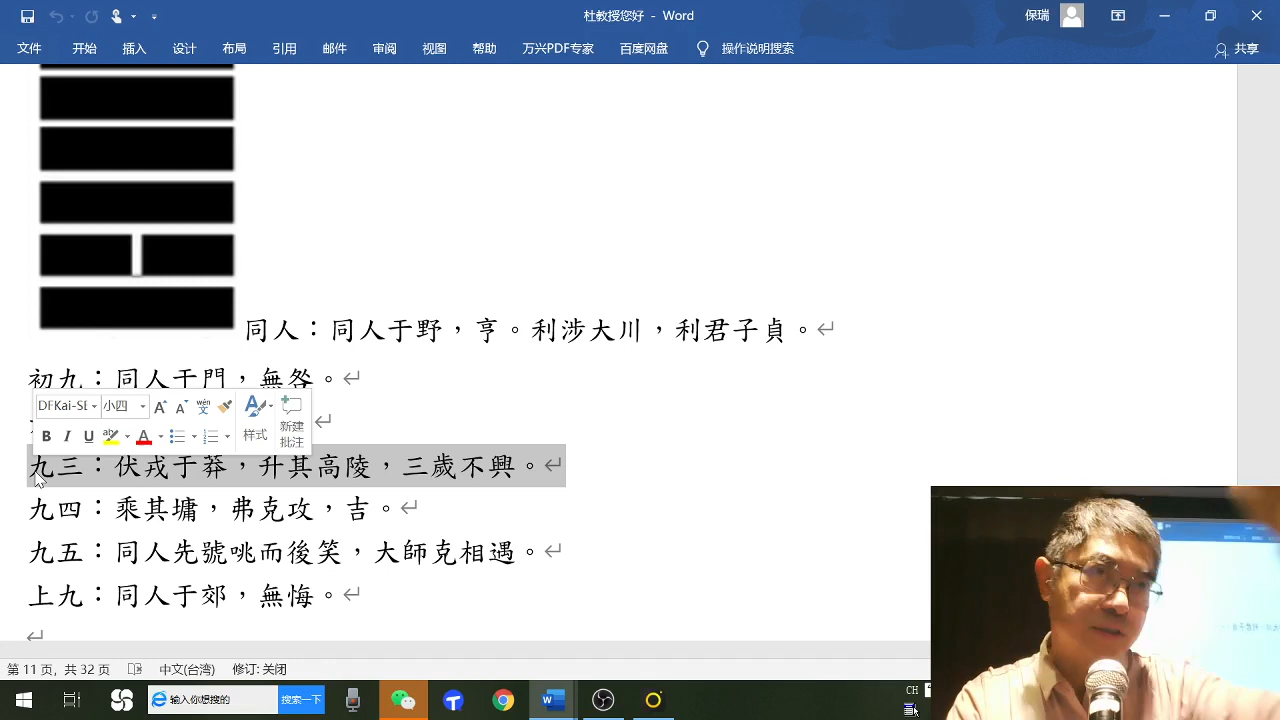 杜教授您好 - Word
保瑞
文件 开始 插入 设计 布局 引用 邮件 审阅 视图 帮助 万兴PDF专家 百度网盘 操作说明搜索 共享
同人：同人于野，亨。利涉大川，利君子貞。
初九：同人于門，無咎。
DFKai-SE 小四 wén 文
样式 新建
批注
B I U ab A
九三：伏戎于莽，升其高陵，三歲不興。
九四：乘其墉，弗克攻，吉。
九五：同人先號咷而後笑，大師克相遇。
上九：同人于郊，無悔。
第 11 页，共 32 页 中文(台湾) 修订: 关闭
输入你想搜的 搜索一下
CH